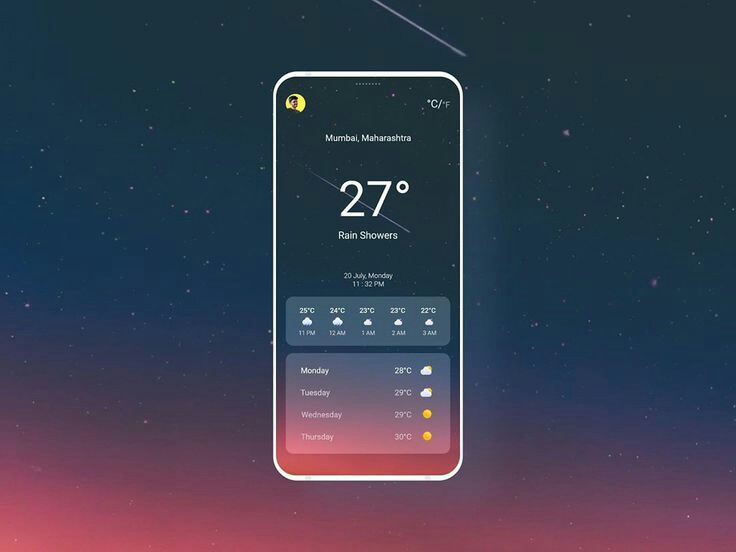 °C/°F
Mumbai, Maharashtra
27°
Rain Showers
20 July, Monday
11 : 32 PM
25°C 24°C 23°C 23°C 22°C
11 PM 12 AM 1 AM 2 AM 3 AM
Monday 28°C
Tuesday 29°C
Wednesday 29°C
Thursday 30°C